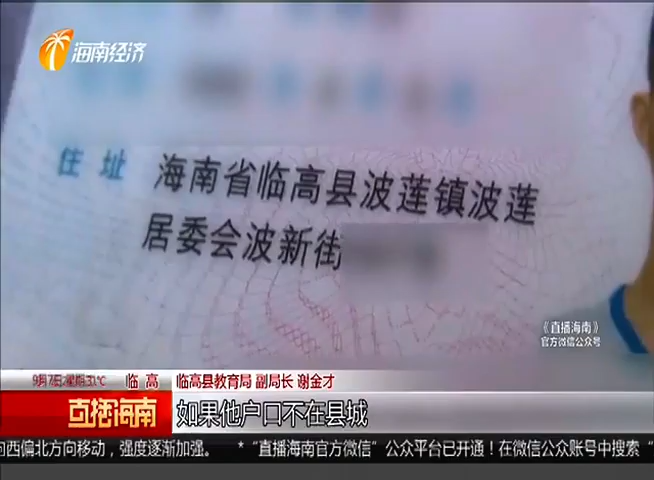 海南经济
住址 海南省临高县波莲镇波莲
居委会波新街
《直播海南》
官方微信公众号
临高 临高县教育局 副局长 谢金才
直播海南
如果他户口不在县城
向西偏北方向移动，强度逐渐加强。 *“直播海南官方微信”公众平台已开通！在微信公众账号中搜索“